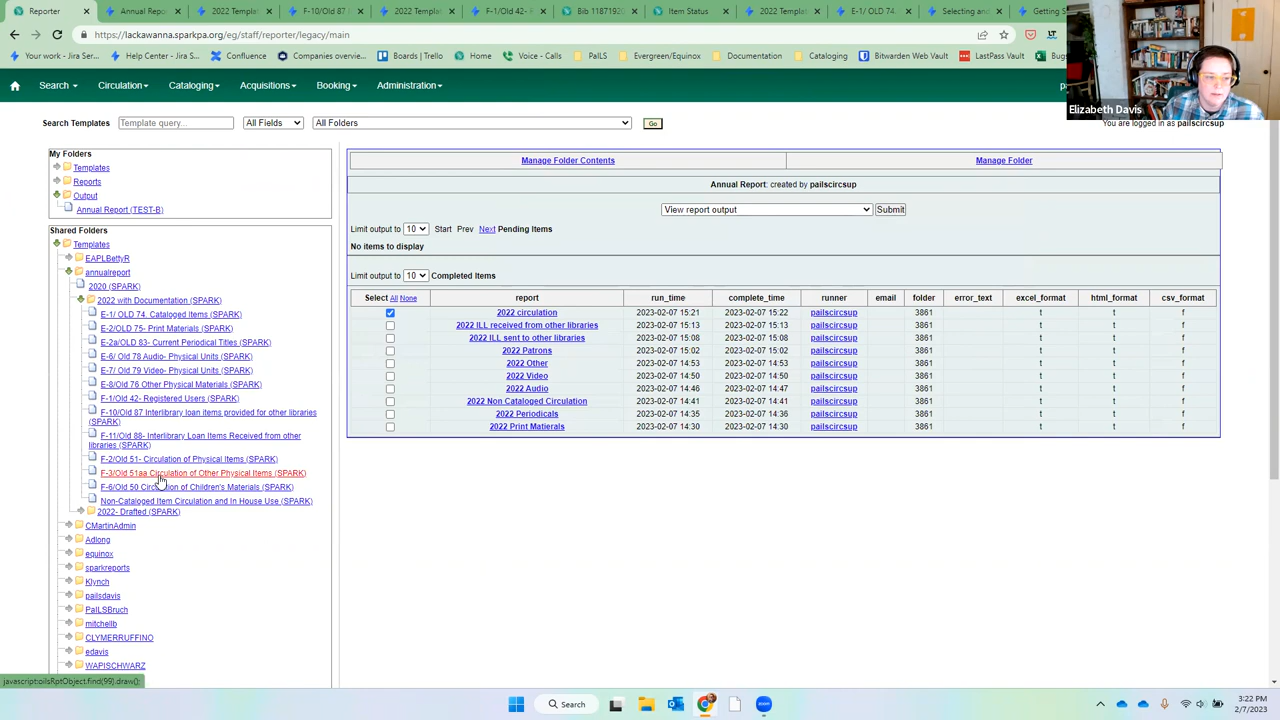 2022 Templ
F-10/Old 87
F-1/Old 42-
Bib 1187192
Item Status
2022 Templ
E-1/ OLD 74.
Session det
Getting S
https://lackawanna.sparkpa.org/eg/staff/reporter/legacy/main
Your work - Jira Ser...
Help Center - Jira S...
Confluence
Companies overvie...
Boards | Trello
Home
Voice - Calls
PaILS
Evergreen/Equinox
Documentation
Cataloging
Bitwarden Web Vault
LastPass Vault
Bugs
Search
Circulation
Cataloging
Acquisitions
Booking
Administration
Elizabeth Davis
You are logged in as pailscircsup
Search Templates
Template query...
All Fields
All Folders
Go
My Folders
Templates
Reports
Output
Annual Report (TEST-B)
Shared Folders
Templates
EAPLBettyR
annualreport
2020 (SPARK)
2022 with Documentation (SPARK)
E-1/ OLD 74. Cataloged Items (SPARK)
E-2/OLD 75- Print Materials (SPARK)
E-2a/OLD 83- Current Periodical Titles (SPARK)
E-6/ Old 78 Audio- Physical Units (SPARK)
E-7/ Old 79 Video- Physical Units (SPARK)
E-8/Old 76 Other Physical Materials (SPARK)
F-1/Old 42- Registered Users (SPARK)
F-10/Old 87 Interlibrary loan items provided for other libraries
(SPARK)
F-11/Old 88- Interlibrary Loan Items Received from other
libraries (SPARK)
F-2/Old 51- Circulation of Physical Items (SPARK)
F-3/Old 51aa Circulation of Other Physical Items (SPARK)
F-6/Old 50 Circulation of Children's Materials (SPARK)
Non-Cataloged Item Circulation and In House Use (SPARK)
2022- Drafted (SPARK)
CMartinAdmin
Adlong
equinox
sparkreports
Klynch
pailsdavis
PaILSBruch
mitchellb
CLYMERRUFFINO
edavis
WAPISCHWARZ
Manage Folder Contents
Manage Folder
Annual Report: created by pailscircsup
View report output
Submit
Limit output to 10 Start Prev Next Pending Items
No items to display
Limit output to 10 Completed Items
Select All None report run_time complete_time runner email folder error_text excel_format html_format csv_format
2022 circulation 2023-02-07 15:21 2023-02-07 15:22 pailscircsup 3861 t t f
2022 ILL received from other libraries 2023-02-07 15:13 2023-02-07 15:13 pailscircsup 3861 t t f
2022 ILL sent to other libraries 2023-02-07 15:08 2023-02-07 15:08 pailscircsup 3861 t t f
2022 Patrons 2023-02-07 15:02 2023-02-07 15:02 pailscircsup 3861 t t f
2022 Other 2023-02-07 14:53 2023-02-07 14:53 pailscircsup 3861 t t f
2022 Video 2023-02-07 14:50 2023-02-07 14:50 pailscircsup 3861 t t f
2022 Audio 2023-02-07 14:46 2023-02-07 14:47 pailscircsup 3861 t t f
2022 Non Cataloged Circulation 2023-02-07 14:41 2023-02-07 14:41 pailscircsup 3861 t t f
2022 Periodicals 2023-02-07 14:35 2023-02-07 14:36 pailscircsup 3861 t t f
2022 Print Matierals 2023-02-07 14:30 2023-02-07 14:30 pailscircsup 3861 t t f
javascript:oilsRptObject.find(99).draw();
Search
3:22 PM
2/7/2023